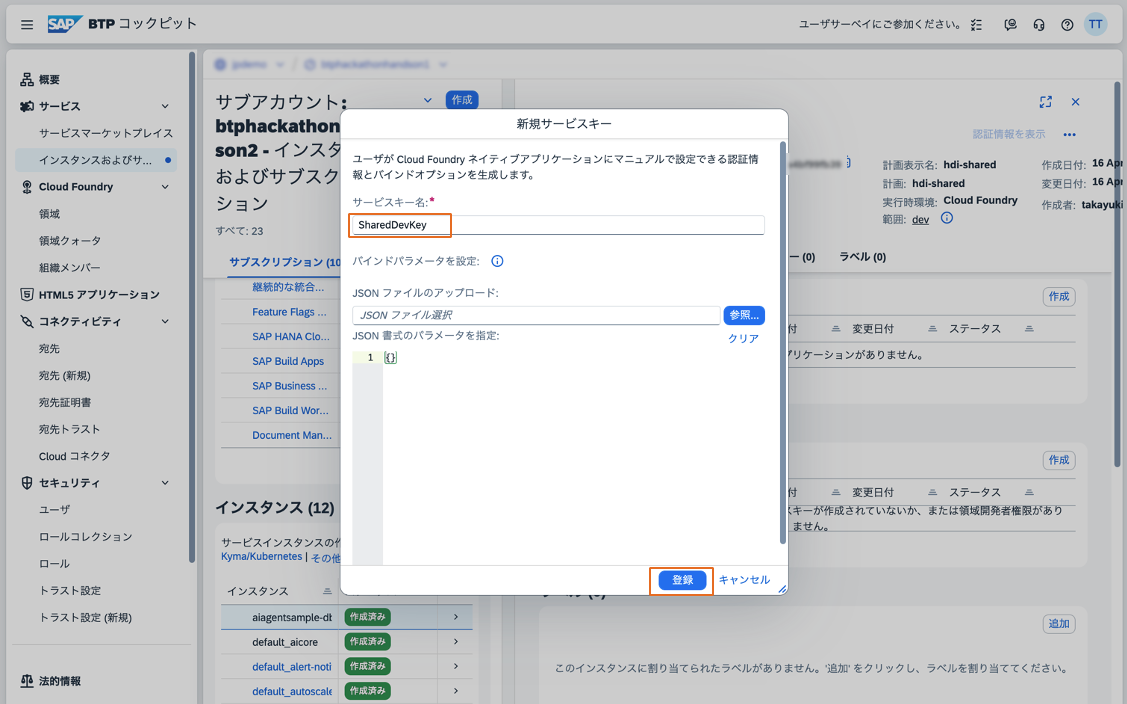 SAP BTP コックピット
ユーザサーベイにご参加ください。
TT
概要
サービス
サービスマーケットプレイス
インスタンスおよびサ...
Cloud Foundry
領域
領域クォータ
組織メンバー
HTML5 アプリケーション
コネクティビティ
宛先
宛先 (新規)
宛先証明書
宛先トラスト
Cloud コネクタ
セキュリティ
ユーザ
ロールコレクション
ロール
トラスト設定
トラスト設定 (新規)
法的情報
サブアカウント:
btphackathon
son2 - インスタ
およびサブスク
ション
作成
すべて: 23
サブスクリプション (10
継続的な統合...
Feature Flags ...
SAP HANA Clo...
SAP Build Apps
SAP Business ...
SAP Build Wor...
Document Man...
インスタンス (12)
サービスインスタンスの作
Kyma/Kubernetes | その他
インスタンス
aiagentsample-db 作成済み
default_aicore 作成済み
default_alert-noti 作成済み
default_autoscale 作成済み
新規サービスキー
ユーザが Cloud Foundry ネイティブアプリケーションにマニュアルで設定できる認証情
報とバインドオプションを生成します。
サービスキー名:*
SharedDevKey
バインドパラメータを設定:
JSON ファイルのアップロード:
JSON ファイル選択 参照...
JSON 書式のパラメータを指定: クリア
1 {}
登録 キャンセル
認証情報を表示
計画表示名: hdi-shared
計画: hdi-shared
実行時環境: Cloud Foundry
範囲: dev
作成日付: 16 Apr
変更日付: 16 Apr
作成者: takayuki
ー (0) ラベル (0)
作成
付 変更日付 ステータス
プリケーションがありません。
作成
付 変更日付 ステータス
スキーが作成されていないか、または領域開発者権限があり
ません。
追加
このインスタンスに割り当てられたラベルがありません。'追加' をクリックし、ラベルを割り当ててください。